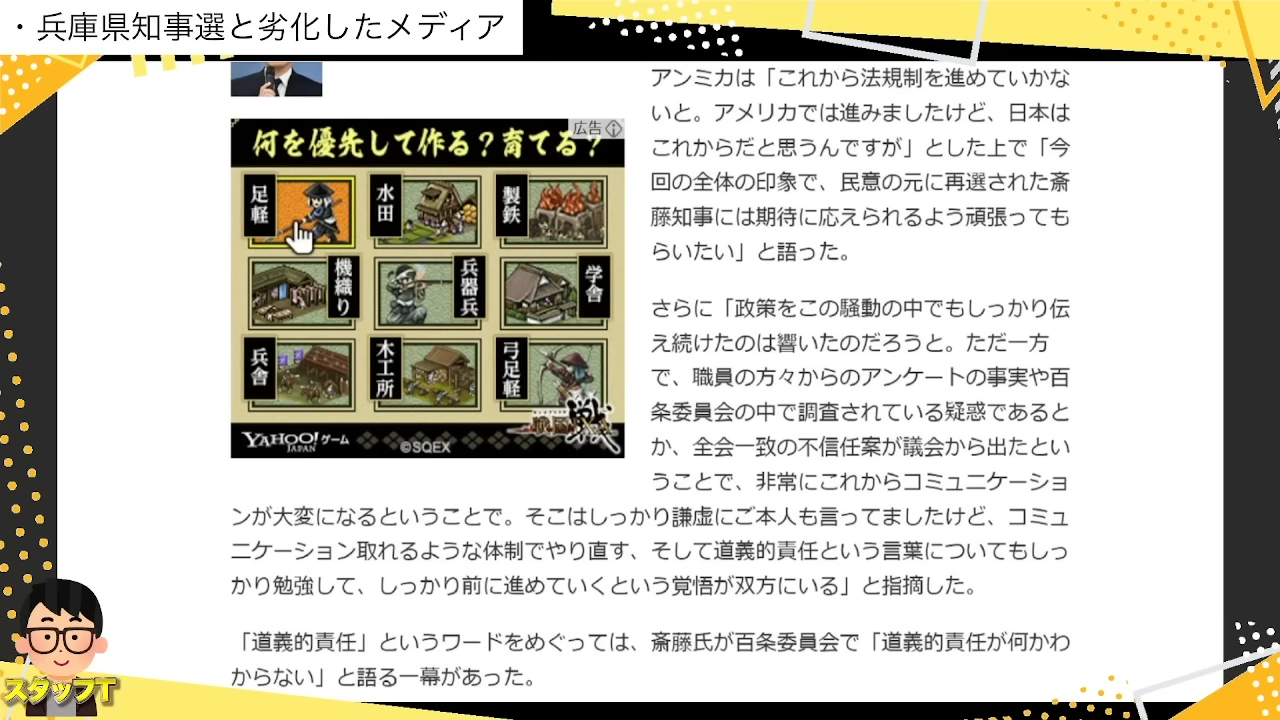 ・兵庫県知事選と劣化したメディア
アンミカは「これから法規制を進めていかな
いと。アメリカでは進みましたけど、日本は
これからだと思うんですが」とした上で「今
回の全体の印象で、民意の元に再選された斎
藤知事には期待に応えられるよう頑張っても
らいたい」と語った。
広告
何を優先して作る?育てる?
足軽
水田
製鉄
機織り
兵器兵
学舎
兵舎
木工所
弓足軽
YAHOO! JAPAN ゲーム
©SQEX
さらに「政策をこの騒動の中でもしっかり伝
え続けたのは響いたのだろうと。ただ一方
で、職員の方々からのアンケートの事実や百
条委員会の中で調査されている疑惑であると
か、全会一致の不信任案が議会から出たとい
うことで、非常にこれからコミュニケーショ
ンが大変になるということで。そこはしっかり謙虚にご本人も言ってましたけど、コミュ
ニケーション取れるような体制でやり直す、そして道義的責任という言葉についてもしっ
かり勉強して、しっかり前に進めていくという覚悟が双方にいる」と指摘した。
「道義的責任」というワードをめぐっては、斎藤氏が百条委員会で「道義的責任が何かわ
からない」と語る一幕があった。
スタッフT